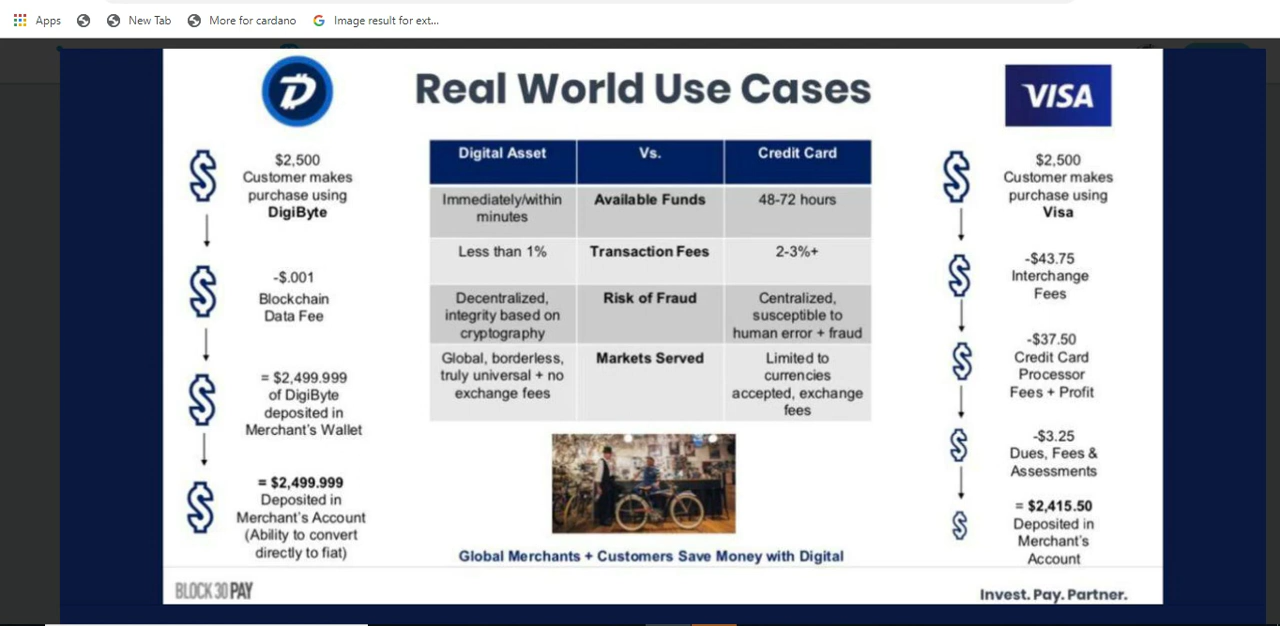 Apps
New Tab
More for cardano
Image result for ext...
Real World Use Cases
VISA
$2,500
Customer makes
purchase using
DigiByte
-$.001
Blockchain
Data Fee
= $2,499.999
of DigiByte
deposited in
Merchant's Wallet
= $2,499.999
Deposited in
Merchant's Account
(Ability to convert
directly to fiat)
Digital Asset
Vs.
Credit Card
Immediately/within
minutes
Available Funds
48-72 hours
Less than 1%
Transaction Fees
2-3%+
Decentralized,
integrity based on
cryptography
Risk of Fraud
Centralized,
susceptible to
human error + fraud
Global, borderless,
truly universal + no
exchange fees
Markets Served
Limited to
currencies
accepted, exchange
fees
Global Merchants + Customers Save Money with Digital
$2,500
Customer makes
purchase using
Visa
-$43.75
Interchange
Fees
-$37.50
Credit Card
Processor
Fees + Profit
-$3.25
Dues, Fees &
Assessments
= $2,415.50
Deposited in
Merchant's
Account
BLOCK 30 PAY
Invest. Pay. Partner.